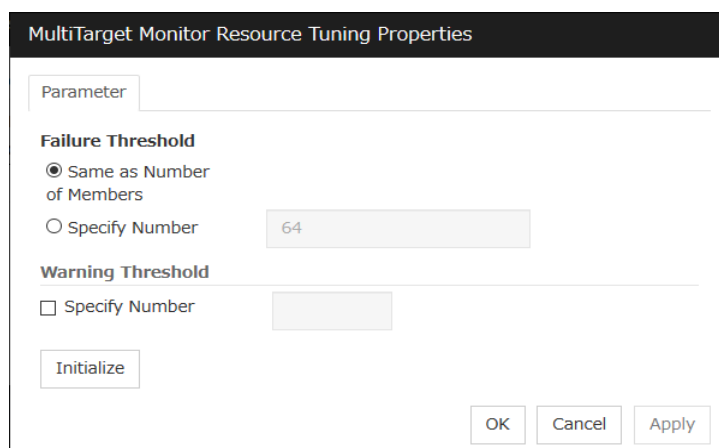 MultiTarget Monitor Resource Tuning Properties
Parameter
Failure Threshold
Same as Number
of Members
Specify Number
64
Warning Threshold
Specify Number
Initialize
OK
Cancel
Apply